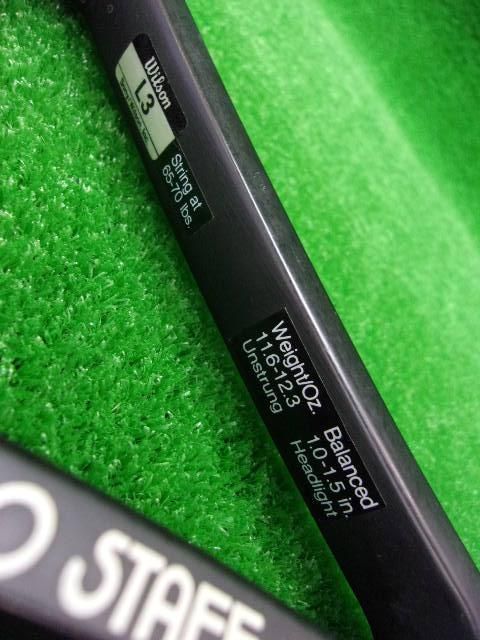 Wilson
L3
String at
65-70 lbs.
Weight/Oz.
11.6-12.3
Unstrung
Balanced
1.0-1.5 in.
Headlight
O STAFF